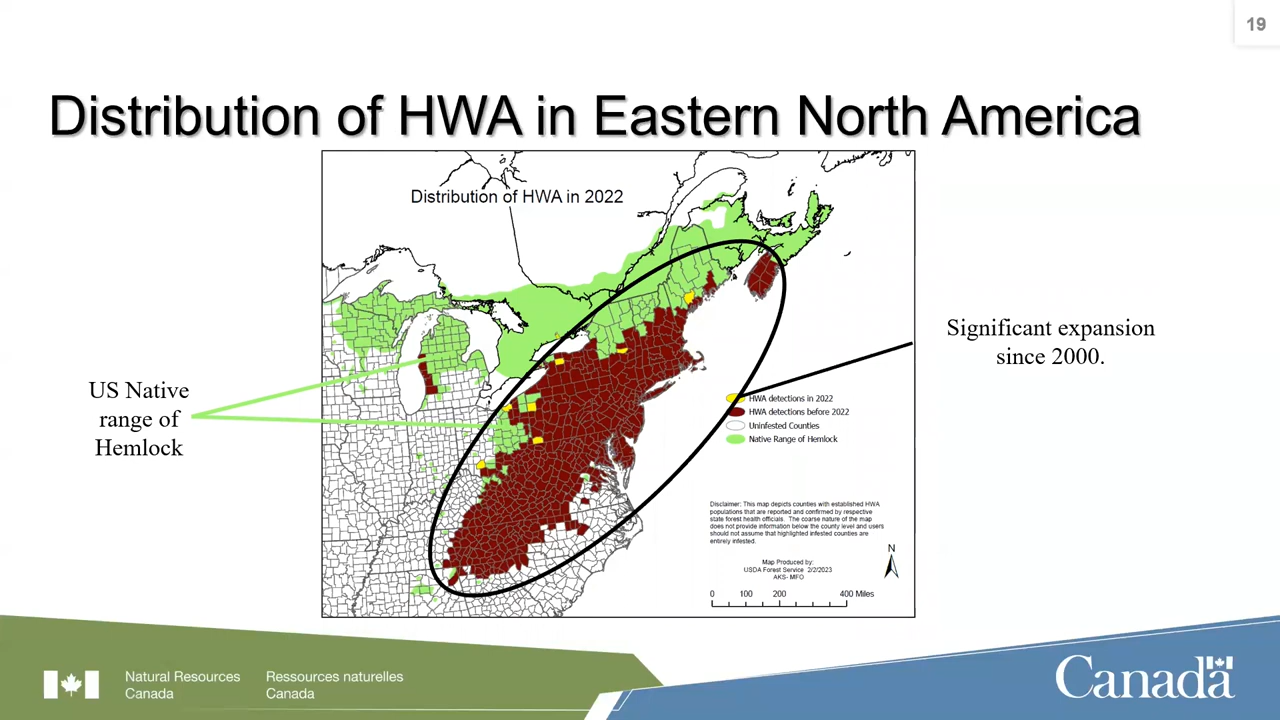 19
Distribution of HWA in Eastern North America
Distribution of HWA in 2022
Significant expansion
since 2000.
US Native
range of
Hemlock
HWA detections in 2022
HWA detections before 2022
Uninfested Counties
Native Range of Hemlock
Disclaimer: This map depicts counties with established HWA
populations that are reported and confirmed by respective
state forest health officials. The coarse nature of the map
does not provide information below the county level and users
should not assume that highlighted infested counties are
entirely infested.
Map Produced by:
USDA Forest Service 2/2/2023
AKS- MFO
N
0 100 200 400 Miles
Natural Resources
Canada
Ressources naturelles
Canada
Canada